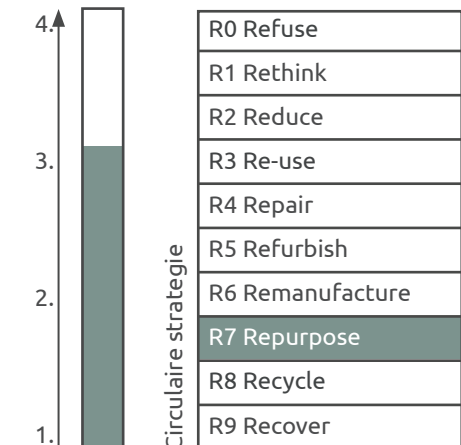 4.
3.
2.
1.
Circulaire strategie
R0 Refuse
R1 Rethink
R2 Reduce
R3 Re-use
R4 Repair
R5 Refurbish
R6 Remanufacture
R7 Repurpose
R8 Recycle
R9 Recover